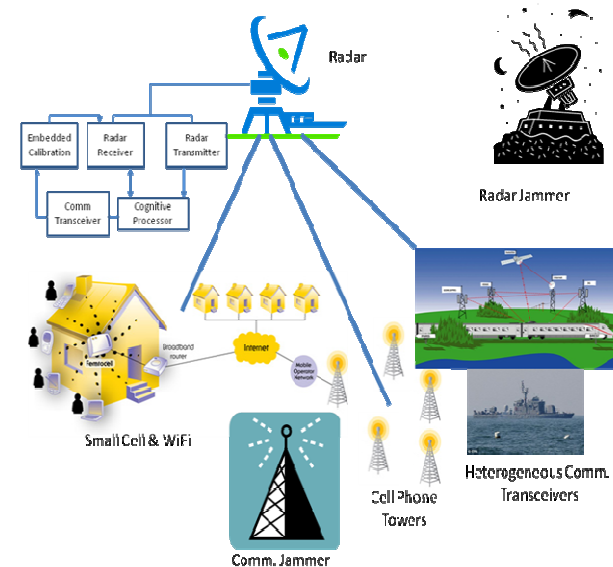 Radar
Embedded
Calibration
Radar
Receiver
Radar
Transmitter
Radar Jammer
Comm
Transceiver
Cognitive
Processor
Broadband
router
femtocel
Internet
Mobile
Operator
Network
Small Cell & WiFi
Cell Phone
Towers
Heterogeneous Comm.
Transceivers
Comm. Jammer